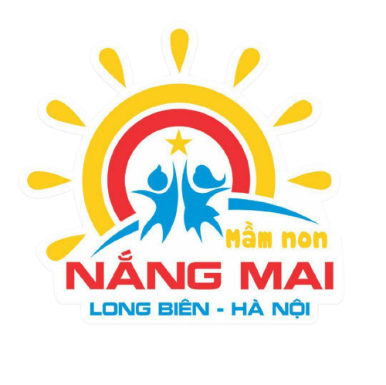 Mầm non
NẮNG MAI
LONG BIÊN - HÀ NỘI